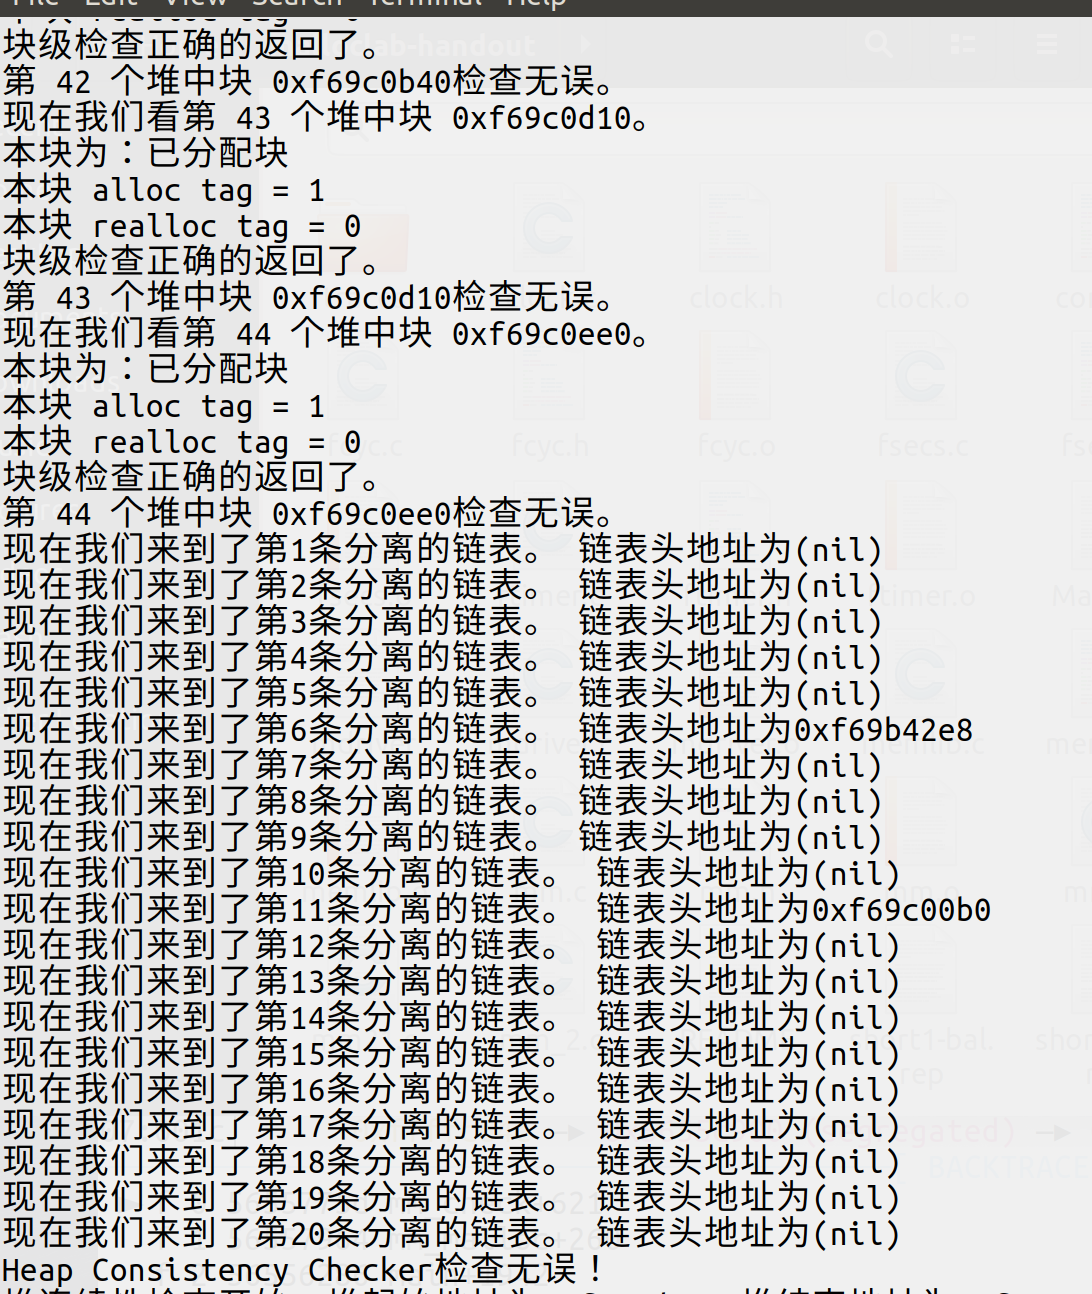 File Edit View Search Terminal Help
块级检查正确的返回了。
第 42 个堆中块 0xf69c0b40检查无误。
现在我们看第 43 个堆中块 0xf69c0d10。
本块为：已分配块
本块 alloc tag = 1
本块 realloc tag = 0
块级检查正确的返回了。
第 43 个堆中块 0xf69c0d10检查无误。
现在我们看第 44 个堆中块 0xf69c0ee0。
本块为：已分配块
本块 alloc tag = 1
本块 realloc tag = 0
块级检查正确的返回了。
第 44 个堆中块 0xf69c0ee0检查无误。
现在我们来到了第1条分离的链表。 链表头地址为(nil)
现在我们来到了第2条分离的链表。 链表头地址为(nil)
现在我们来到了第3条分离的链表。 链表头地址为(nil)
现在我们来到了第4条分离的链表。 链表头地址为(nil)
现在我们来到了第5条分离的链表。 链表头地址为(nil)
现在我们来到了第6条分离的链表。 链表头地址为0xf69b42e8
现在我们来到了第7条分离的链表。 链表头地址为(nil)
现在我们来到了第8条分离的链表。 链表头地址为(nil)
现在我们来到了第9条分离的链表。 链表头地址为(nil)
现在我们来到了第10条分离的链表。 链表头地址为(nil)
现在我们来到了第11条分离的链表。 链表头地址为0xf69c00b0
现在我们来到了第12条分离的链表。 链表头地址为(nil)
现在我们来到了第13条分离的链表。 链表头地址为(nil)
现在我们来到了第14条分离的链表。 链表头地址为(nil)
现在我们来到了第15条分离的链表。 链表头地址为(nil)
现在我们来到了第16条分离的链表。 链表头地址为(nil)
现在我们来到了第17条分离的链表。 链表头地址为(nil)
现在我们来到了第18条分离的链表。 链表头地址为(nil)
现在我们来到了第19条分离的链表。 链表头地址为(nil)
现在我们来到了第20条分离的链表。 链表头地址为(nil)
Heap Consistency Checker检查无误！